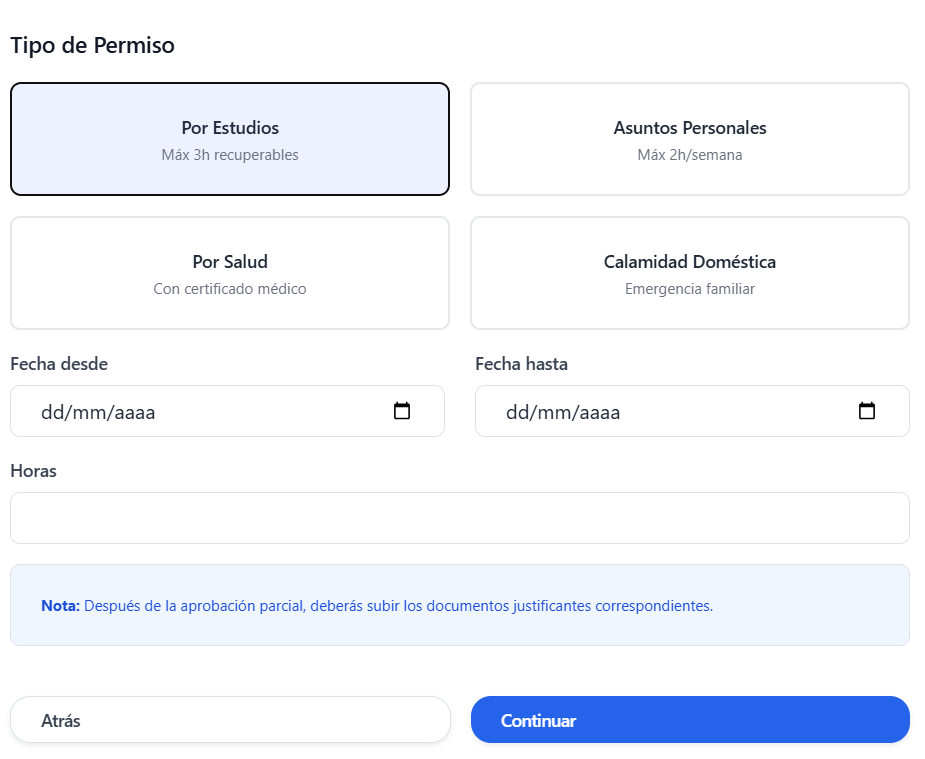 Tipo de Permiso
Por Estudios
Máx 3h recuperables
Asuntos Personales
Máx 2h/semana
Por Salud
Con certificado médico
Calamidad Doméstica
Emergencia familiar
Fecha desde
Fecha hasta
dd/mm/aaaa
dd/mm/aaaa
Horas
Nota: Después de la aprobación parcial, deberás subir los documentos justificantes correspondientes.
Atrás
Continuar